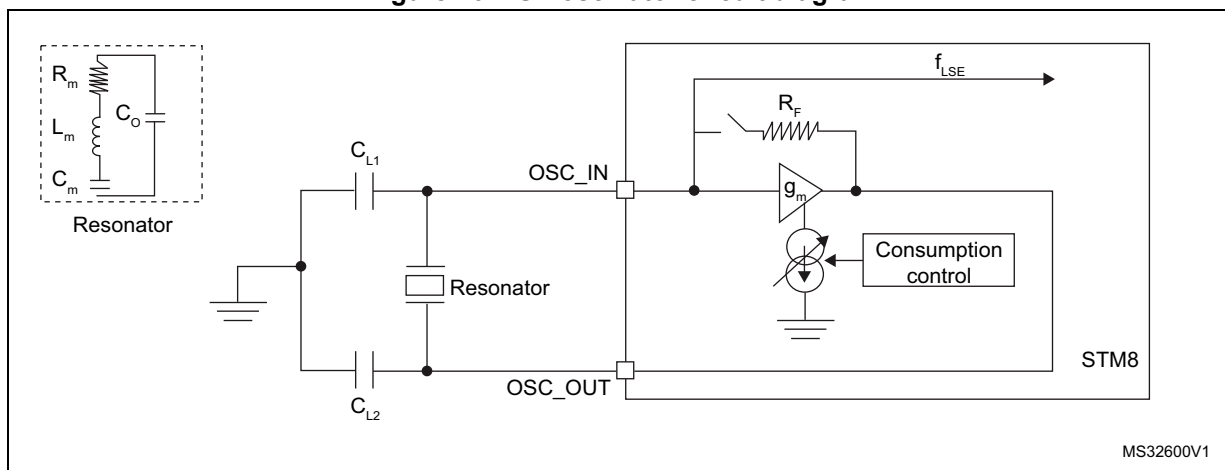 R_m
L_m
C_m
C_O
Resonator
C_L1
C_L2
Resonator
OSC_IN
OSC_OUT
f_LSE
R_F
g_m
Consumption
control
STM8
MS32600V1